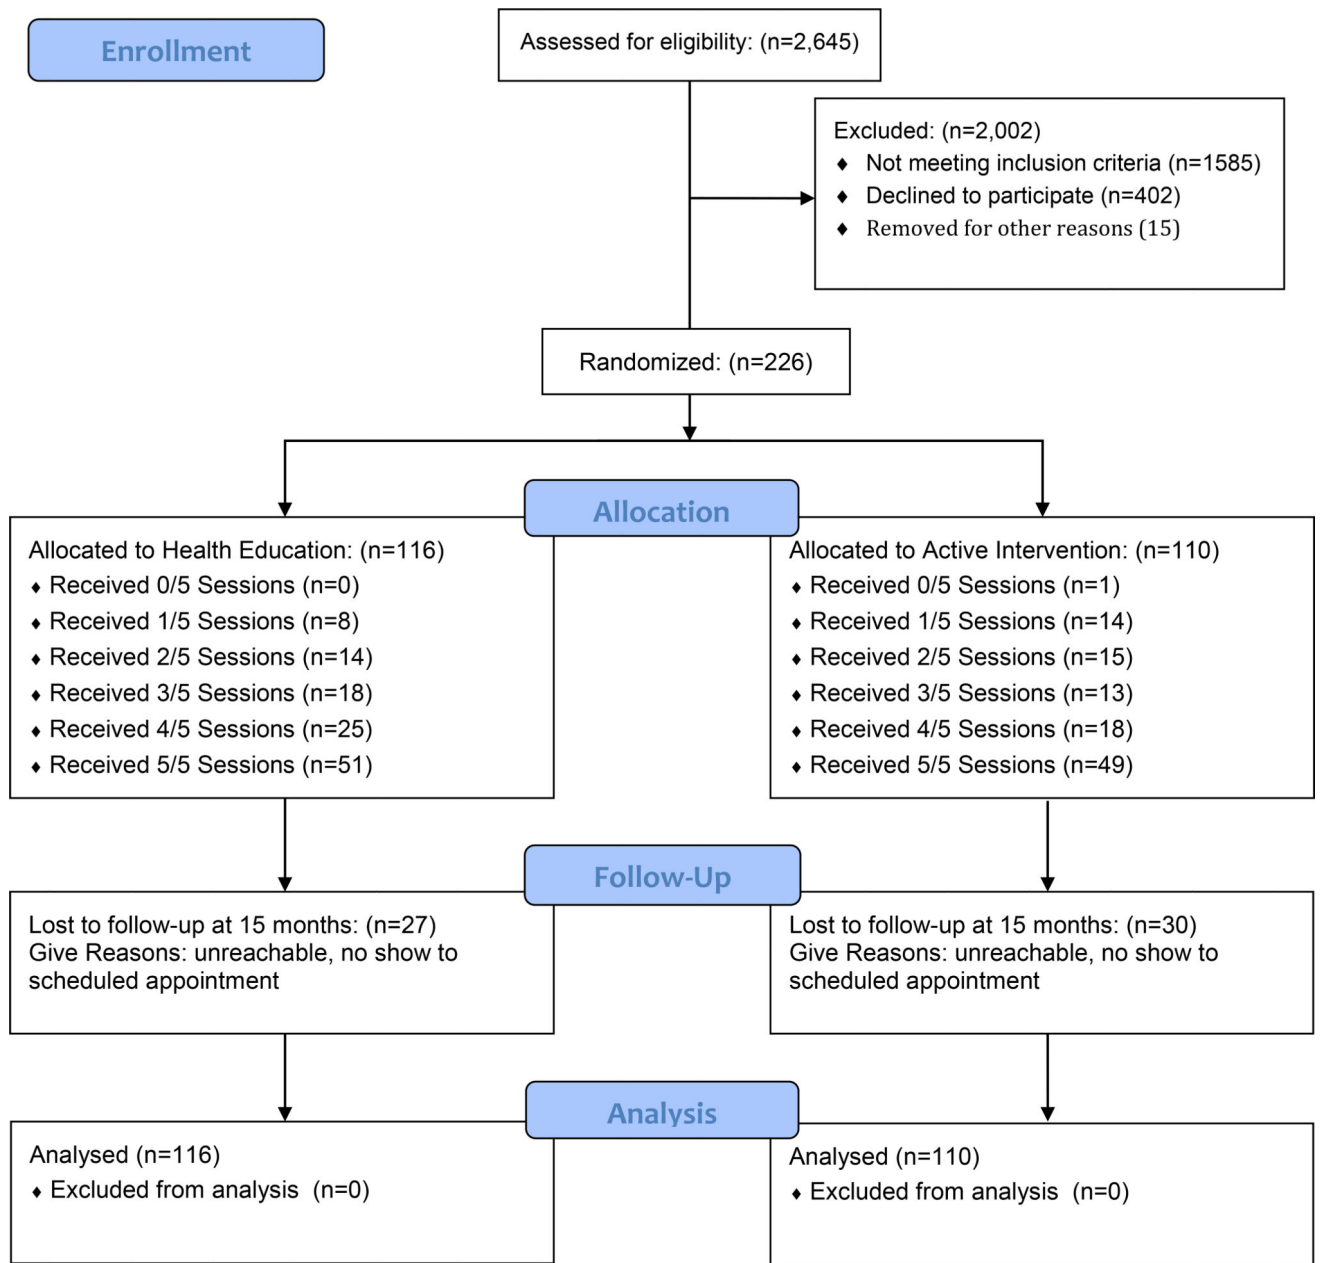 Enrollment
Assessed for eligibility: (n=2,645)
Excluded: (n=2,002)
♦ Not meeting inclusion criteria (n=1585)
♦ Declined to participate (n=402)
♦ Removed for other reasons (15)
Randomized: (n=226)
Allocation
Allocated to Health Education: (n=116)
♦ Received 0/5 Sessions (n=0)
♦ Received 1/5 Sessions (n=8)
♦ Received 2/5 Sessions (n=14)
♦ Received 3/5 Sessions (n=18)
♦ Received 4/5 Sessions (n=25)
♦ Received 5/5 Sessions (n=51)
Allocated to Active Intervention: (n=110)
♦ Received 0/5 Sessions (n=1)
♦ Received 1/5 Sessions (n=14)
♦ Received 2/5 Sessions (n=15)
♦ Received 3/5 Sessions (n=13)
♦ Received 4/5 Sessions (n=18)
♦ Received 5/5 Sessions (n=49)
Follow-Up
Lost to follow-up at 15 months: (n=27)
Give Reasons: unreachable, no show to
scheduled appointment
Lost to follow-up at 15 months: (n=30)
Give Reasons: unreachable, no show to
scheduled appointment
Analysis
Analysed (n=116)
♦ Excluded from analysis (n=0)
Analysed (n=110)
♦ Excluded from analysis (n=0)